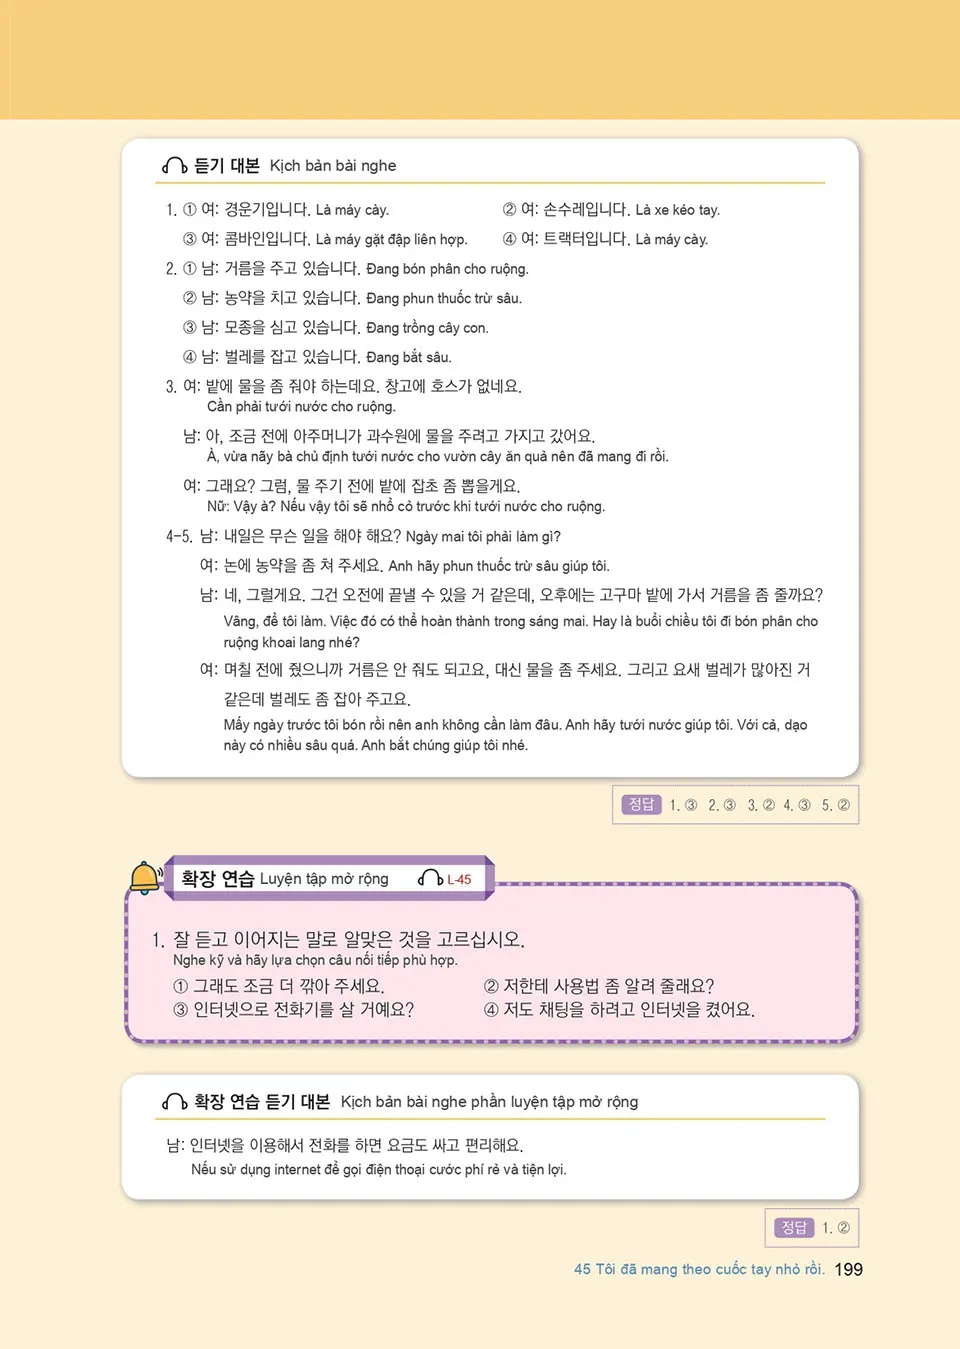 듣기 대본 Kịch bản bài nghe
1. ① 여: 경운기입니다. Là máy cày. ② 여: 손수레입니다. Là xe kéo tay.
③ 여: 콤바인입니다. Là máy gặt đập liên hợp. ④ 여: 트랙터입니다. Là máy cày.
2. ① 남: 거름을 주고 있습니다. Đang bón phân cho ruộng.
② 남: 농약을 치고 있습니다. Đang phun thuốc trừ sâu.
③ 남: 모종을 심고 있습니다. Đang trồng cây con.
④ 남: 벌레를 잡고 있습니다. Đang bắt sâu.
3. 여: 밭에 물을 좀 줘야 하는데요. 창고에 호스가 없네요.
Cần phải tưới nước cho ruộng.
남: 아, 조금 전에 아주머니가 과수원에 물을 주려고 가지고 갔어요.
À, vừa nãy bà chủ định tưới nước cho vườn cây ăn quả nên đã mang đi rồi.
여: 그래요? 그럼, 물 주기 전에 밭에 잡초 좀 뽑을게요.
Nữ: Vậy à? Nếu vậy tôi sẽ nhổ cỏ trước khi tưới nước cho ruộng.
4–5. 남: 내일은 무슨 일을 해야 해요? Ngày mai tôi phải làm gì?
여: 논에 농약을 좀 쳐 주세요. Anh hãy phun thuốc trừ sâu giúp tôi.
남: 네, 그럴게요. 그건 오전에 끝낼 수 있을 거 같은데, 오후에는 고구마 밭에 가서 거름을 좀 줄까요?
Vâng, để tôi làm. Việc đó có thể hoàn thành trong sáng mai. Hay là buổi chiều tôi đi bón phân cho
ruộng khoai lang nhé?
여: 며칠 전에 줬으니까 거름은 안 줘도 되고요, 대신 물을 좀 주세요. 그리고 요새 벌레가 많아진 거
같은데 벌레도 좀 잡아 주고요.
Mấy ngày trước tôi bón rồi nên anh không cần làm đâu. Anh hãy tưới nước giúp tôi. Với cả, dạo
này có nhiều sâu quá. Anh bắt chúng giúp tôi nhé.
정답 1. ③ 2. ③ 3. ② 4. ③ 5. ②
확장 연습 Luyện tập mở rộng L-45
1. 잘 듣고 이어지는 말로 알맞은 것을 고르십시오.
Nghe kỹ và hãy lựa chọn câu nối tiếp phù hợp.
① 그래도 조금 더 깎아 주세요. ② 저한테 사용법 좀 알려 줄래요?
③ 인터넷으로 전화기를 살 거예요? ④ 저도 채팅을 하려고 인터넷을 켰어요.
확장 연습 듣기 대본 Kịch bản bài nghe phần luyện tập mở rộng
남: 인터넷을 이용해서 전화를 하면 요금도 싸고 편리해요.
Nếu sử dụng internet để gọi điện thoại cước phí rẻ và tiện lợi.
정답 1. ②
45 Tôi đã mang theo cuốc tay nhỏ rồi. 199